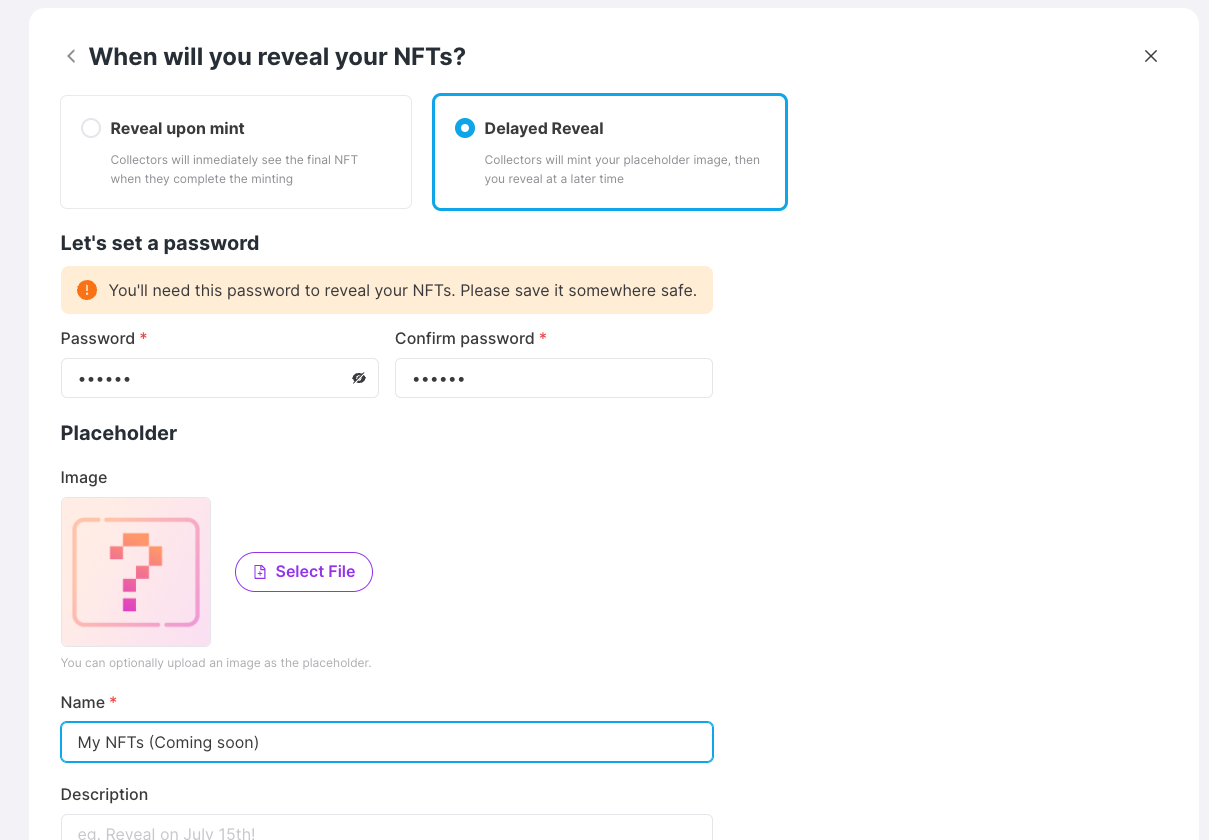 When will you reveal your NFTs?
Reveal upon mint
Collectors will inmediately see the final NFT
when they complete the minting
Delayed Reveal
Collectors will mint your placeholder image, then
you reveal at a later time
Let's set a password
You'll need this password to reveal your NFTs. Please save it somewhere safe.
Password *
Confirm password *
••••••
••••••
Placeholder
Image
Select File
You can optionally upload an image as the placeholder.
Name *
My NFTs (Coming soon)
Description
eg. Reveal on July 15th!